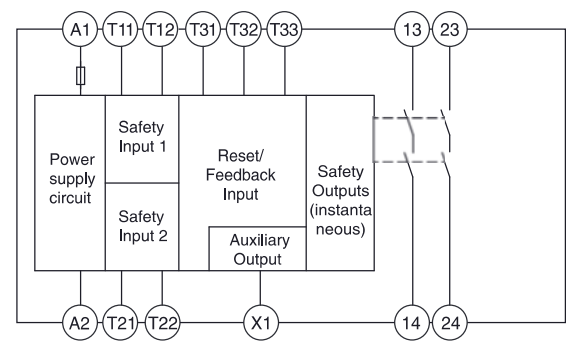 A1 T11 T12 T31 T32 T33 13 23
Power
supply
circuit
Safety
Input 1
Safety
Input 2
Reset/
Feedback
Input
Auxiliary
Output
Safety
Outputs
(instanta
neous)
A2 T21 T22 X1 14 24